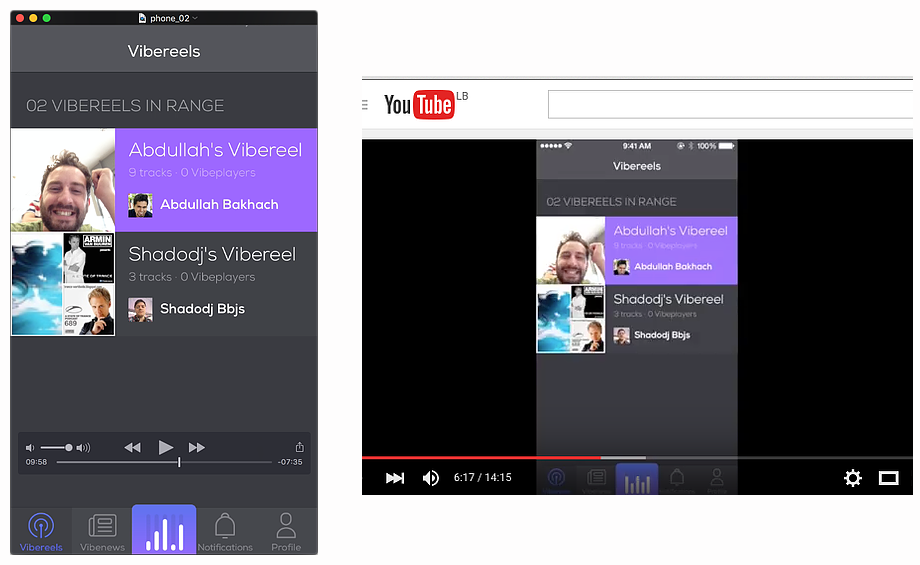 phone_02
Vibereels
02 VIBEREELS IN RANGE
Abdullah's Vibereel
9 tracks · 0 Vibeplayers
Abdullah Bakhach
ARMIN
Shadodj's Vibereel
3 tracks · 0 Vibeplayers
689
Shadodj Bbjs
09:58
-07:35
Vibereels
Vibenews
Notifications
Profile
YouTube LB
9:41 AM
100%
Vibereels
02 VIBEREELS IN RANGE
Abdullah's Vibereel
9 tracks · 0 Vibeplayers
Abdullah Bakhach
Shadodj's Vibereel
3 tracks · 0 Vibeplayers
Shadodj Bbjs
6:17 / 14:15